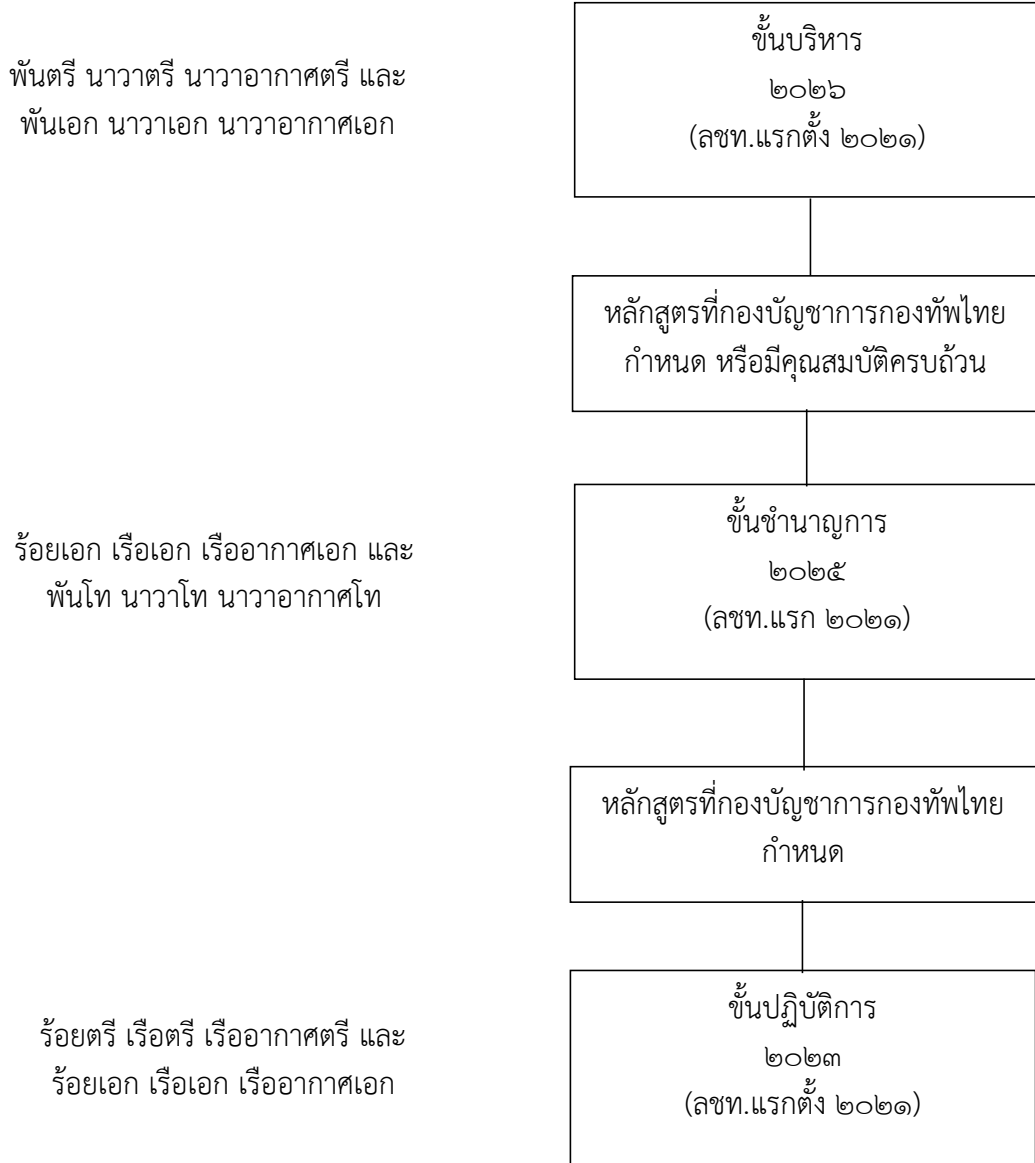 พันตรี นาวาตรี นาวาอากาศตรี และ
พันเอก นาวาเอก นาวาอากาศเอก
ขั้นบริหาร
๒๐๒๖
(ลชท.แรกตั้ง ๒๐๒๑)
หลักสูตรที่กองบัญชาการกองทัพไทย
กำหนด หรือมีคุณสมบัติครบถ้วน
ร้อยเอก เรือเอก เรืออากาศเอก และ
พันโท นาวาโท นาวาอากาศโท
ขั้นชำนาญการ
๒๐๒๕
(ลชท.แรก ๒๐๒๑)
หลักสูตรที่กองบัญชาการกองทัพไทย
กำหนด
ร้อยตรี เรือตรี เรืออากาศตรี และ
ร้อยเอก เรือเอก เรืออากาศเอก
ขั้นปฏิบัติการ
๒๐๒๓
(ลชท.แรกตั้ง ๒๐๒๑)